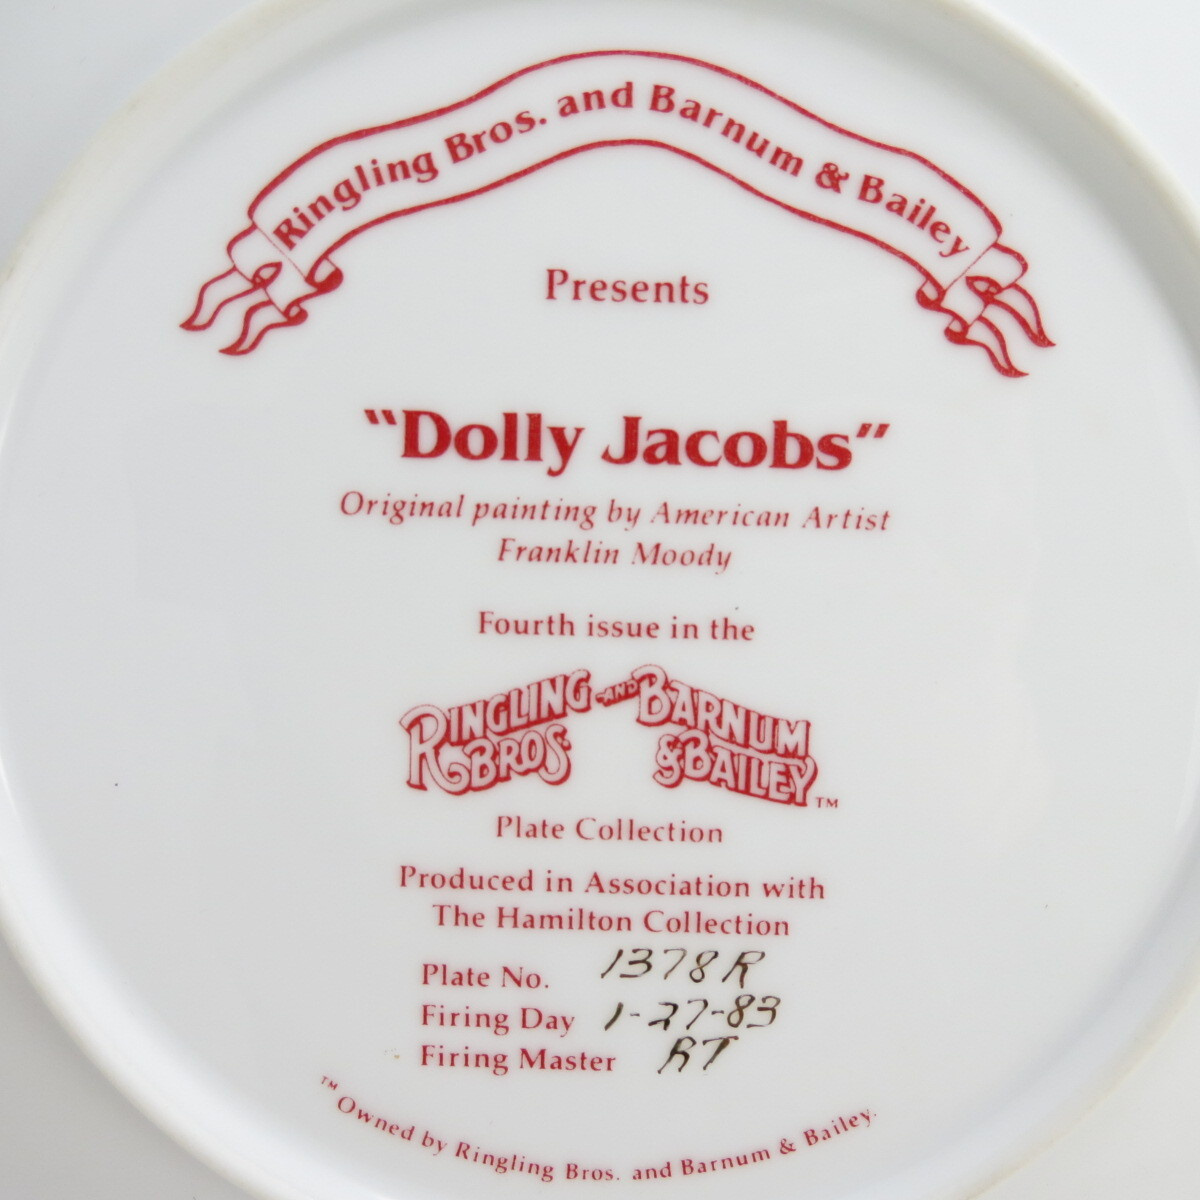 Ringling Bros. and Barnum & Bailey
Presents
"Dolly Jacobs"
Original painting by American Artist
Franklin Moody
Fourth issue in the
RINGLING BROS. AND BARNUM & BAILEY TM
Plate Collection
Produced in Association with
The Hamilton Collection
Plate No. 1378R
Firing Day 1-27-83
Firing Master RT
TM Owned by Ringling Bros. and Barnum & Bailey.